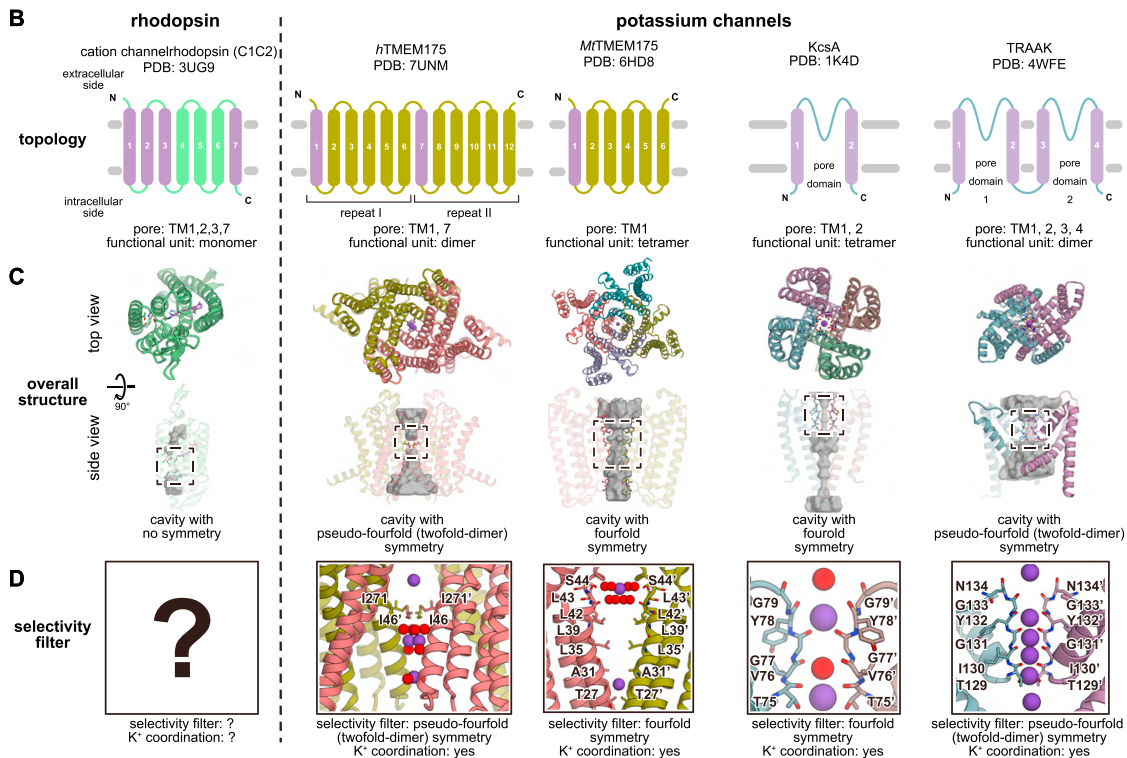 B
rhodopsin
potassium channels
cation channelrhodopsin (C1C2)
PDB: 3UG9
hTMEM175
PDB: 7UNM
MtTMEM175
PDB: 6HD8
KcsA
PDB: 1K4D
TRAAK
PDB: 4WFE
topology
extracellular
side
intracellular
side
N
1 2 3 4 5 6 7
C
N
1 2 3 4 5 6 7 8 9 10 11 12
C
repeat I
repeat II
N
1 2 3 4 5 6
C
1 2
pore
domain
N
C
1 2 3 4
pore
domain
1
pore
domain
2
N
C
pore: TM1,2,3,7
functional unit: monomer
pore: TM1, 7
functional unit: dimer
pore: TM1
functional unit: tetramer
pore: TM1, 2
functional unit: tetramer
pore: TM1, 2, 3, 4
functional unit: dimer
C
overall
structure
top view
90°
side view
cavity with
no symmetry
cavity with
pseudo-fourfold (twofold-dimer)
symmetry
cavity with
fourfold
symmetry
cavity with
fourold
symmetry
cavity with
pseudo-fourfold (twofold-dimer)
symmetry
D
selectivity
filter
?
I271 I271’
I46’ I46
S44 S44’
L43 L43’
L42 L42’
L39 L39’
L35 L35’
A31 A31’
T27 T27’
G79 G79’
Y78 Y78’
G77 G77’
V76 V76’
T75 T75’
N134 N134’
G133 G133’
Y132 Y132’
G131 G131’
I130 I130’
T129 T129’
selectivity filter: ?
K⁺ coordination: ?
selectivity filter: pseudo-fourfold
(twofold-dimer) symmetry
K⁺ coordination: yes
selectivity filter: fourfold
symmetry
K⁺ coordination: yes
selectivity filter: fourfold
symmetry
K⁺ coordination: yes
selectivity filter: pseudo-fourfold
(twofold-dimer) symmetry
K⁺ coordination: yes